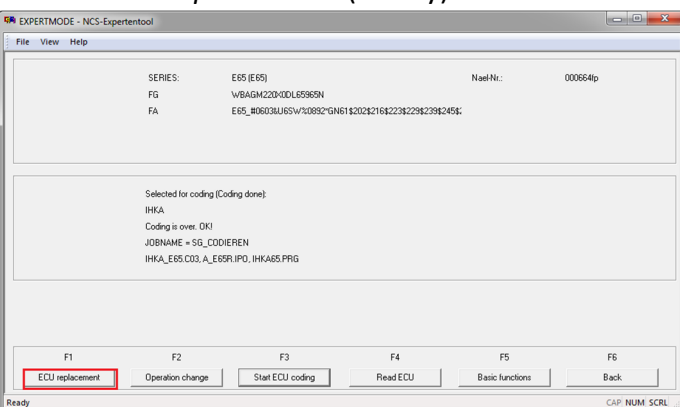 EXPERTMODE - NCS-Expertentool
File View Help
SERIES: E65 (E65) Nael-Nr.: 000664fp
FG WBAGM220X0DL65965N
FA E65_#0603&U6SW%0892*GN61$202$216$223$229$239$245$:
Selected for coding (Coding done):
IHKA
Coding is over. OK!
JOBNAME = SG_CODIEREN
IHKA_E65.C03, A_E65R.IPO, IHKA65.PRG
F1 F2 F3 F4 F5 F6
ECU replacement Operation change Start ECU coding Read ECU Basic functions Back
Ready CAP NUM SCRL